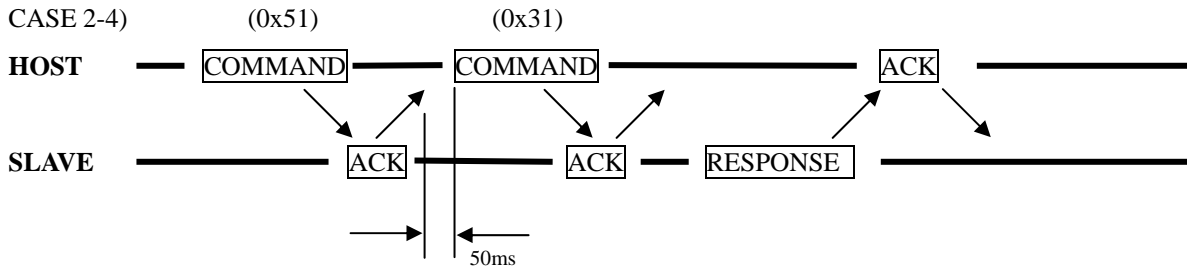 CASE 2-4) (0x51) (0x31)
HOST COMMAND COMMAND ACK
SLAVE ACK ACK RESPONSE
50ms